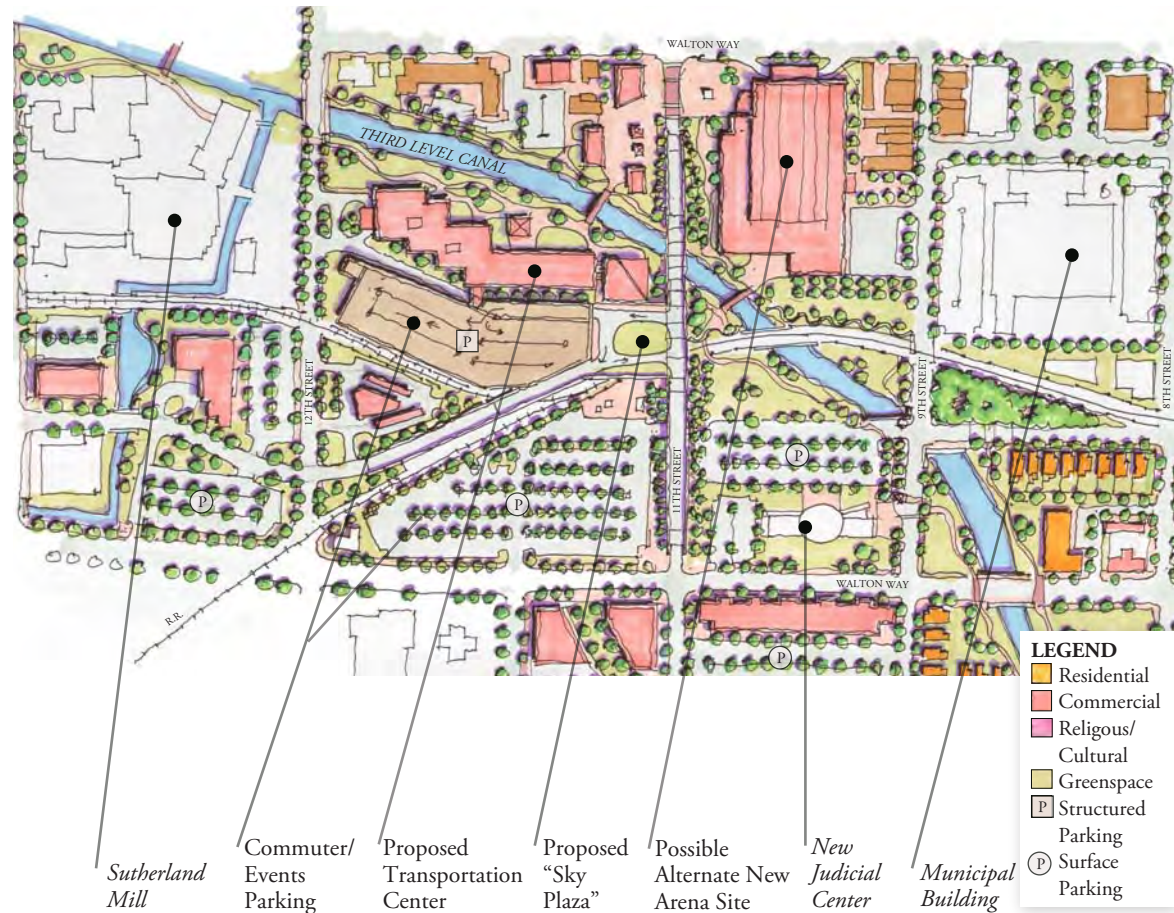 WALTON WAY
THIRD LEVEL CANAL
P
12TH STREET
11TH STREET
9TH STREET
8TH STREET
P
P
P
WALTON WAY
R.R.
P
LEGEND
Residential
Commercial
Religous/
Cultural
Greenspace
P Structured
Parking
P Surface
Parking
Sutherland
Mill
Commuter/
Events
Parking
Proposed
Transportation
Center
Proposed
“Sky
Plaza”
Possible
Alternate New
Arena Site
New
Judicial
Center
Municipal
Building